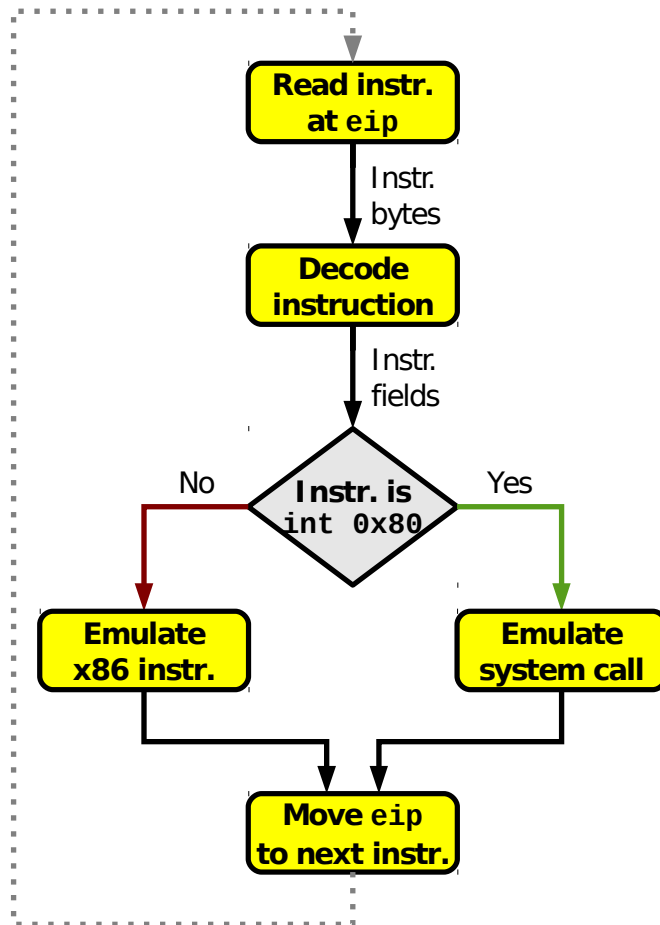 Read instr.
at eip
Instr.
bytes
Decode
instruction
Instr.
fields
No
Instr. is
int 0x80
Yes
Emulate
x86 instr.
Emulate
system call
Move eip
to next instr.